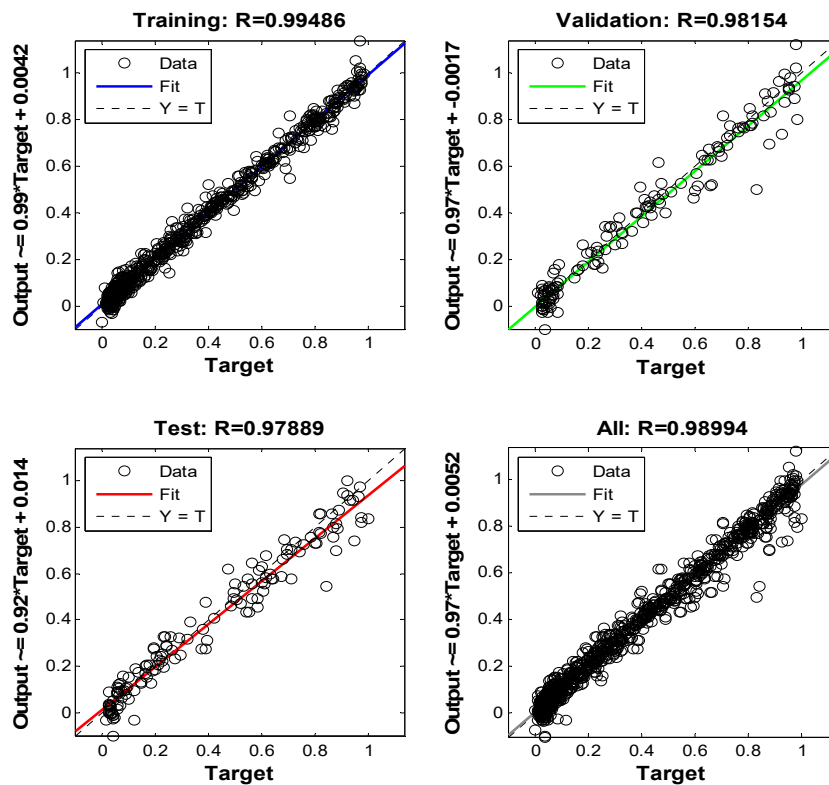 Training: R=0.99486
Output ~= 0.99*Target + 0.0042
Data
Fit
Y = T
1
0.8
0.6
0.4
0.2
0
0 0.2 0.4 0.6 0.8 1
Target
Validation: R=0.98154
Output ~= 0.97*Target + -0.0017
Data
Fit
Y = T
1
0.8
0.6
0.4
0.2
0
0 0.2 0.4 0.6 0.8 1
Target
Test: R=0.97889
Output ~= 0.92*Target + 0.014
Data
Fit
Y = T
1
0.8
0.6
0.4
0.2
0
0 0.2 0.4 0.6 0.8 1
Target
All: R=0.98994
Output ~= 0.97*Target + 0.0052
Data
Fit
Y = T
1
0.8
0.6
0.4
0.2
0
0 0.2 0.4 0.6 0.8 1
Target